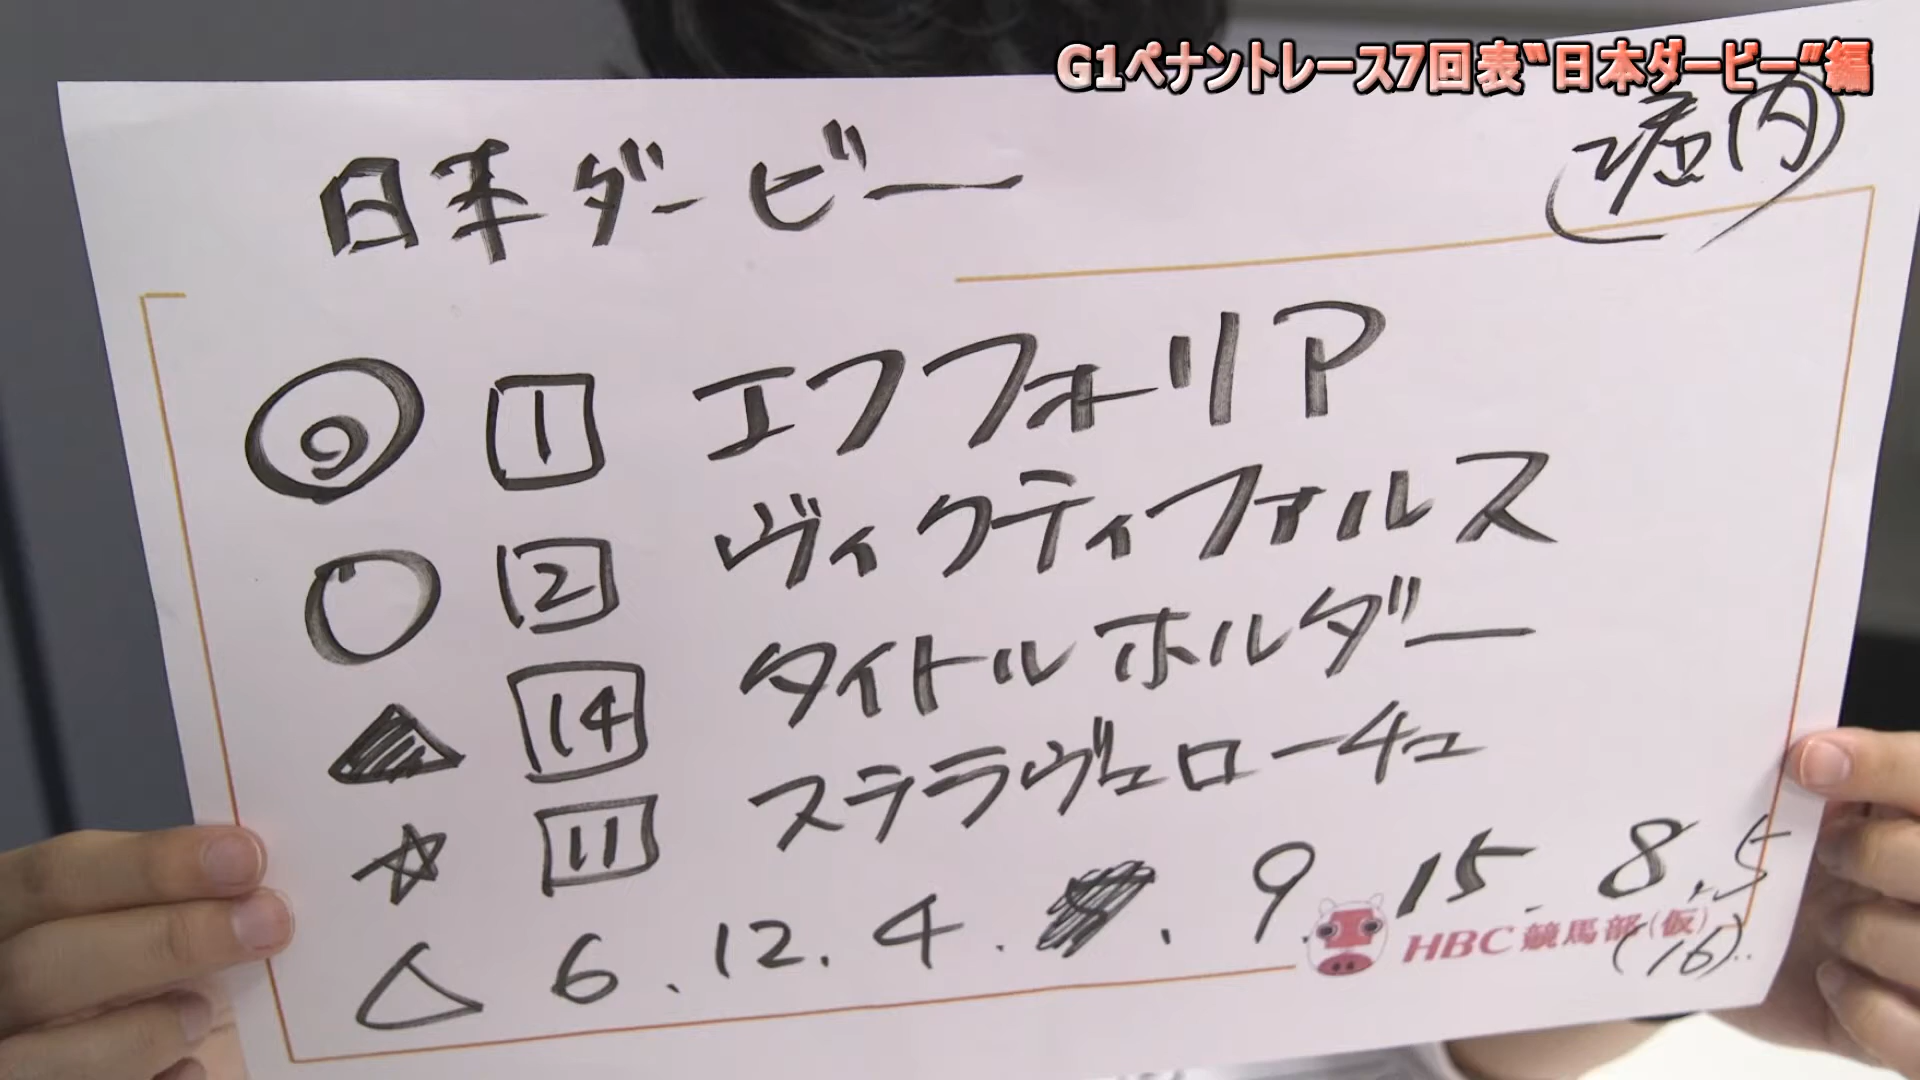 G1ペナントレース7回表“日本ダービー”編
堀内
日本ダービー
◎ 1 エフフォーリア
○ 2 ヴィクティファルス
▲ 14 タイトルホルダー
☆ 11 ステラヴェローチェ
△ 6.12.4.9.15.8.5
(16)
HBC競馬部(仮)